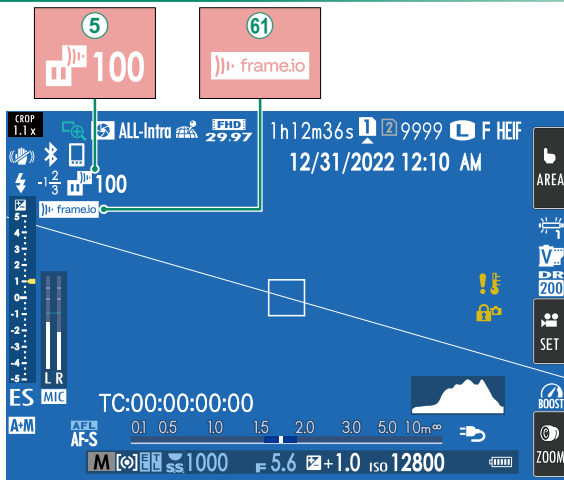 5 61
100 frame.io
CROP
1.1 x ALL-Intra FHD 29.97 1h12m36s 1 2 9999 L F HEIF
12/31/2022 12:10 AM
-1 2/3 100
frame.io
AREA
1
V
DR
200
SET
BOOST
ZOOM
5
4
3
2
1
0
-1
-2
-3
-4
-5
L R
ES MIC
A+M
TC:00:00:00:00
AFL
AF-S
0.1 0.5 1.0 1.5 2.0 3.0 5.0 10m∞
M EL S.S. 1000 F 5.6 +1.0 ISO 12800